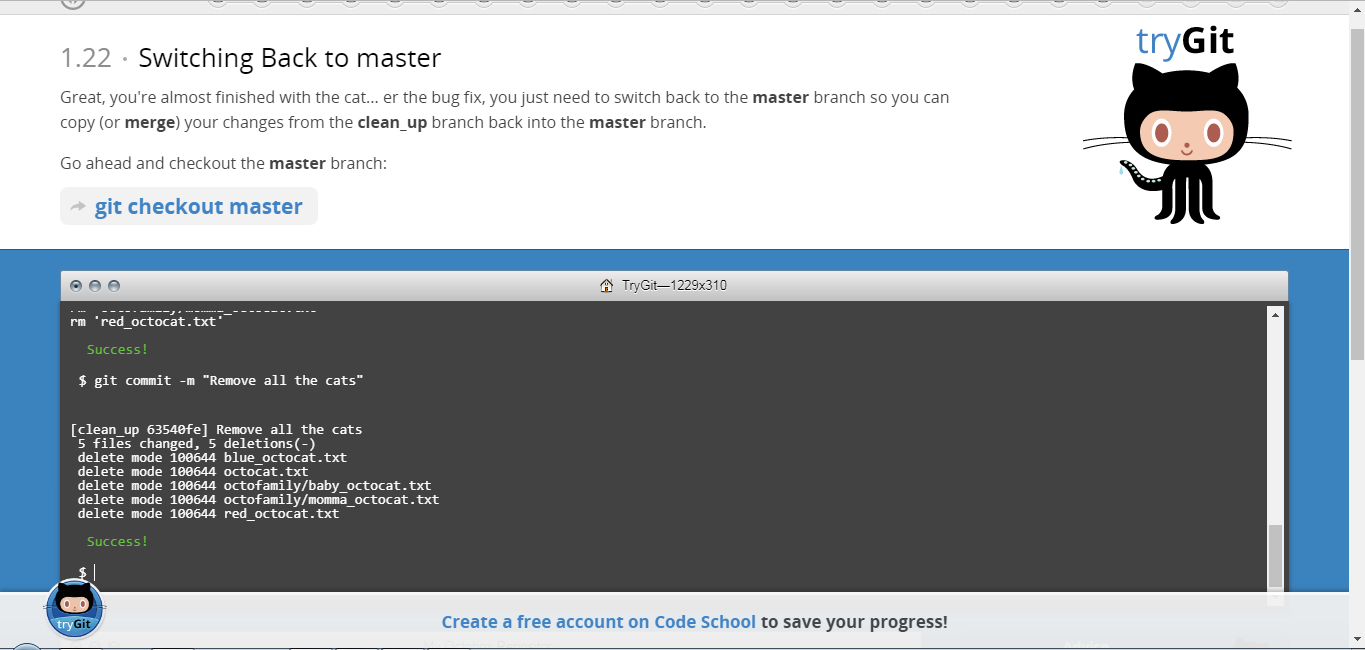 1.22 · Switching Back to master
tryGit
Great, you're almost finished with the cat... er the bug fix, you just need to switch back to the master branch so you can
copy (or merge) your changes from the clean_up branch back into the master branch.
Go ahead and checkout the master branch:
git checkout master
TryGit—1229x310
rm 'red_octocat.txt'
Success!
$ git commit -m "Remove all the cats"
[clean_up 63540fe] Remove all the cats
5 files changed, 5 deletions(-)
delete mode 100644 blue_octocat.txt
delete mode 100644 octocat.txt
delete mode 100644 octofamily/baby_octocat.txt
delete mode 100644 octofamily/momma_octocat.txt
delete mode 100644 red_octocat.txt
Success!
$
tryGit
Create a free account on Code School to save your progress!